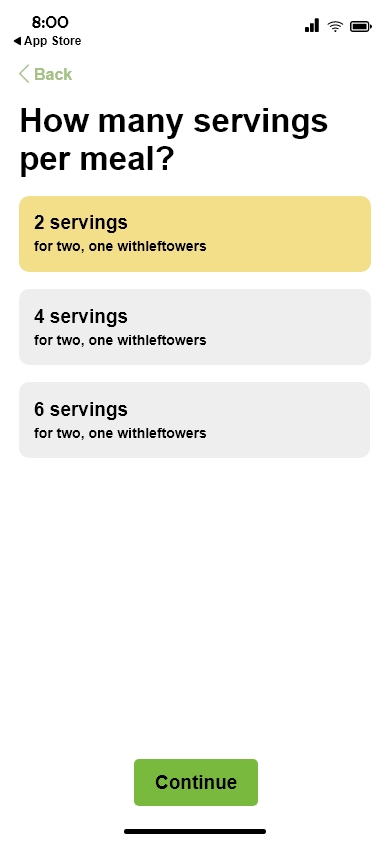 8:00
App Store
Back
How many servings
per meal?
2 servings
for two, one withleftowers
4 servings
for two, one withleftowers
6 servings
for two, one withleftowers
Continue